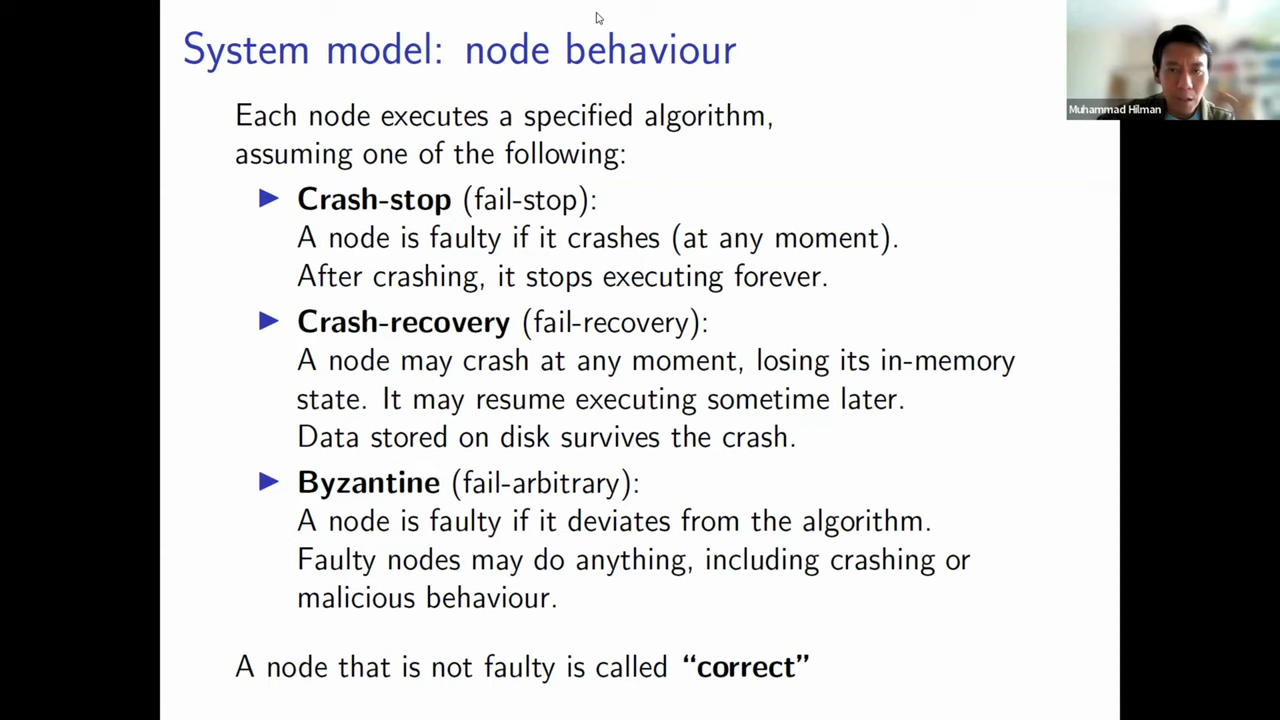 System model: node behaviour
Muhammad Hilman
Each node executes a specified algorithm,
assuming one of the following:
Crash-stop (fail-stop):
A node is faulty if it crashes (at any moment).
After crashing, it stops executing forever.
Crash-recovery (fail-recovery):
A node may crash at any moment, losing its in-memory
state. It may resume executing sometime later.
Data stored on disk survives the crash.
Byzantine (fail-arbitrary):
A node is faulty if it deviates from the algorithm.
Faulty nodes may do anything, including crashing or
malicious behaviour.
A node that is not faulty is called “correct”